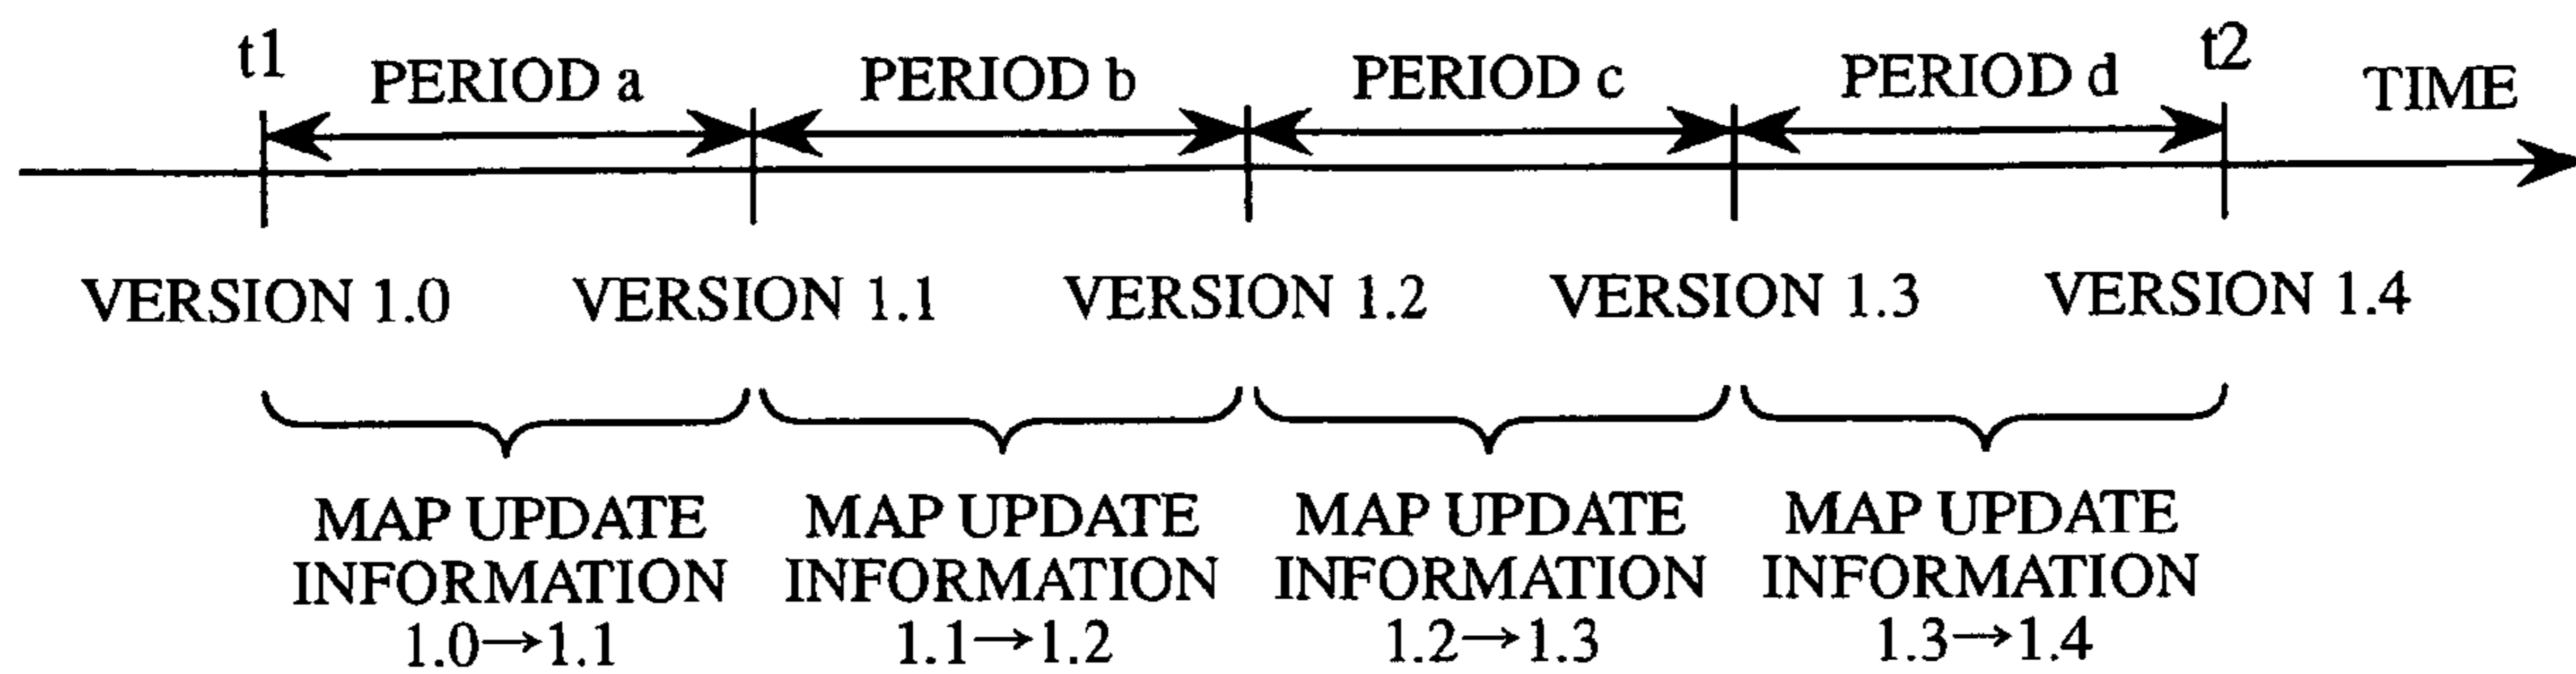 t1 PERIOD a PERIOD b PERIOD c PERIOD d t2 TIME
VERSION 1.0 VERSION 1.1 VERSION 1.2 VERSION 1.3 VERSION 1.4
MAP UPDATE
INFORMATION
1.0→1.1
MAP UPDATE
INFORMATION
1.1→1.2
MAP UPDATE
INFORMATION
1.2→1.3
MAP UPDATE
INFORMATION
1.3→1.4